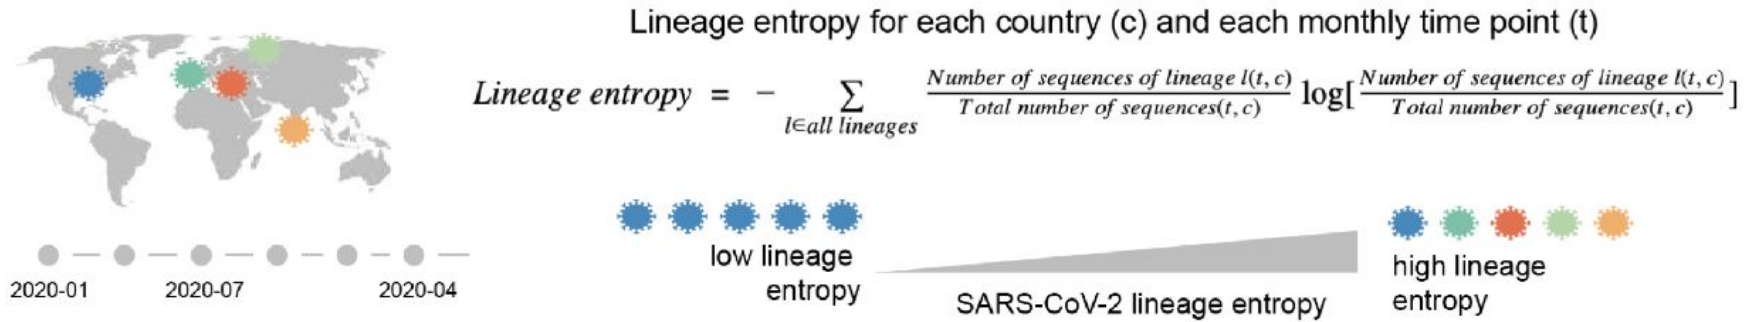 Lineage entropy for each country (c) and each monthly time point (t)
Lineage entropy = − ∑ l∈all lineages Number of sequences of lineage l(t, c) / Total number of sequences(t, c) log[ Number of sequences of lineage l(t, c) / Total number of sequences(t, c) ]
2020-01 2020-07 2020-04
low lineage
entropy
SARS-CoV-2 lineage entropy
high lineage
entropy